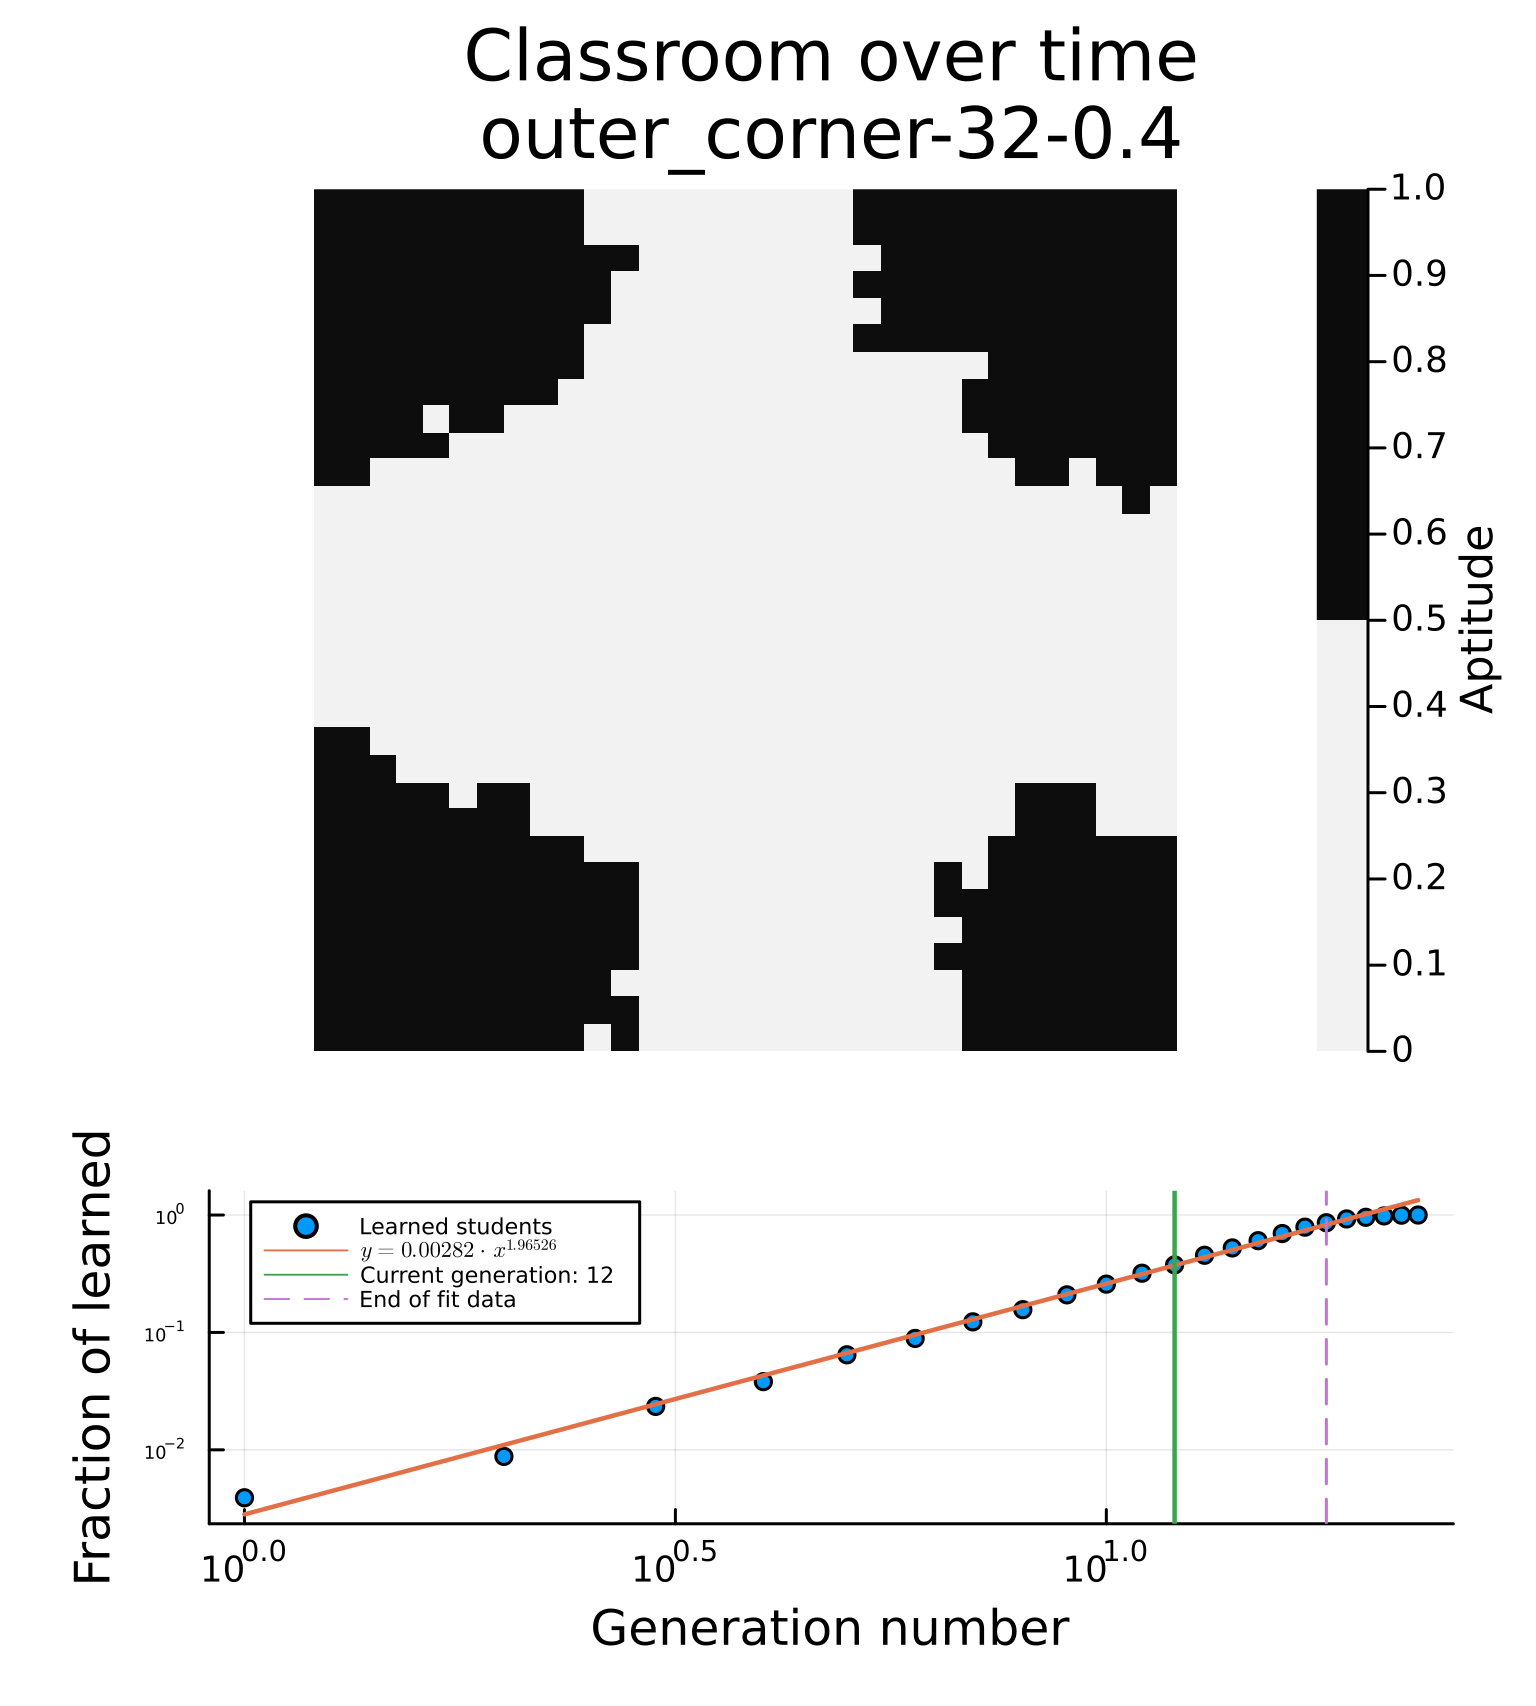 Classroom over time
outer_corner-32-0.4
1.0
0.9
0.8
0.7
0.6
0.5
0.4
0.3
0.2
0.1
0
Aptitude
Fraction of learned
10⁰
10⁻¹
10⁻²
Learned students
y = 0.00282 · x^1.96526
Current generation: 12
End of fit data
10^0.0
10^0.5
10^1.0
Generation number